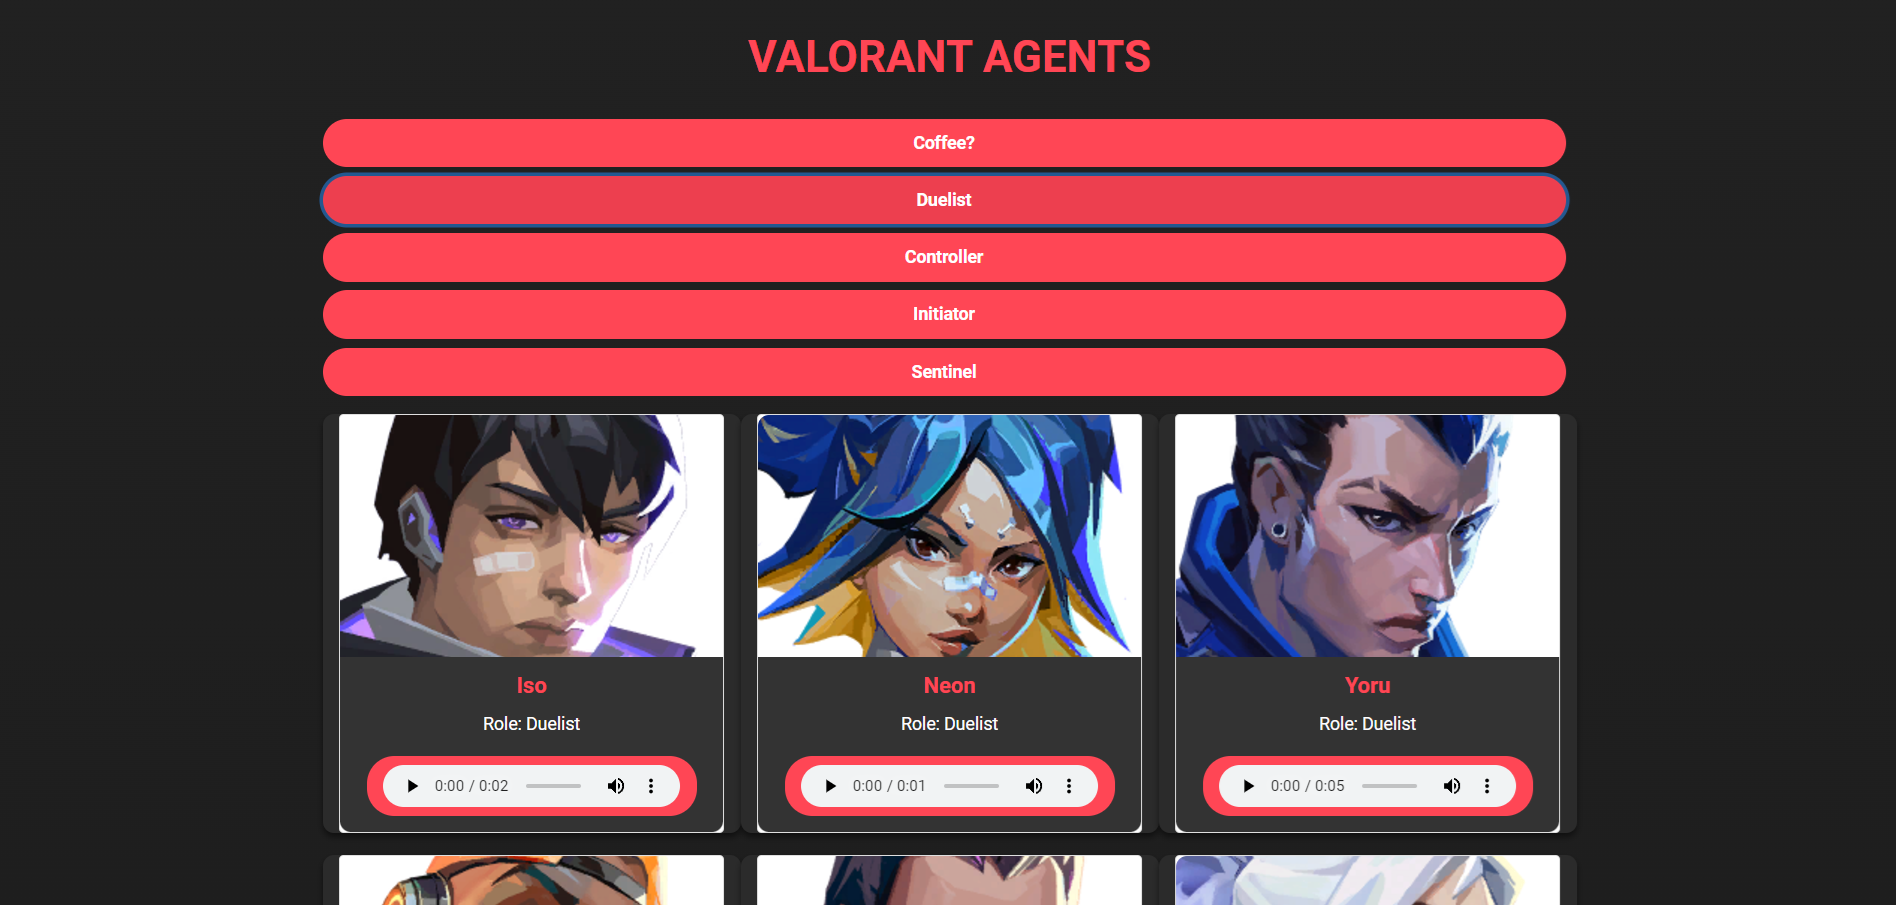 VALORANT AGENTS
Coffee?
Duelist
Controller
Initiator
Sentinel
Iso
Role: Duelist
0:00 / 0:02
Neon
Role: Duelist
0:00 / 0:01
Yoru
Role: Duelist
0:00 / 0:05